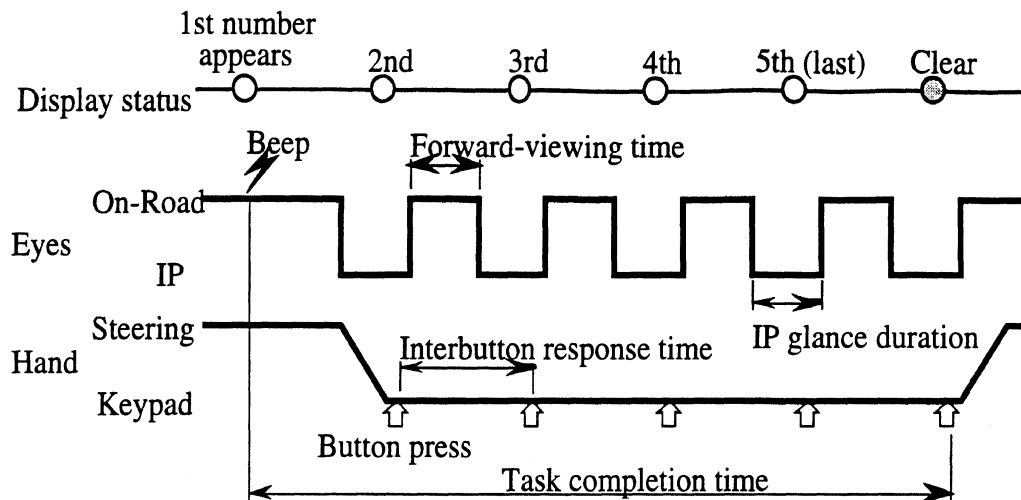 1st number
appears
2nd
3rd
4th
5th (last)
Clear
Display status
Beep
Forward-viewing time
On-Road
Eyes
IP
Steering
IP glance duration
Hand
Interbutton response time
Keypad
Button press
Task completion time